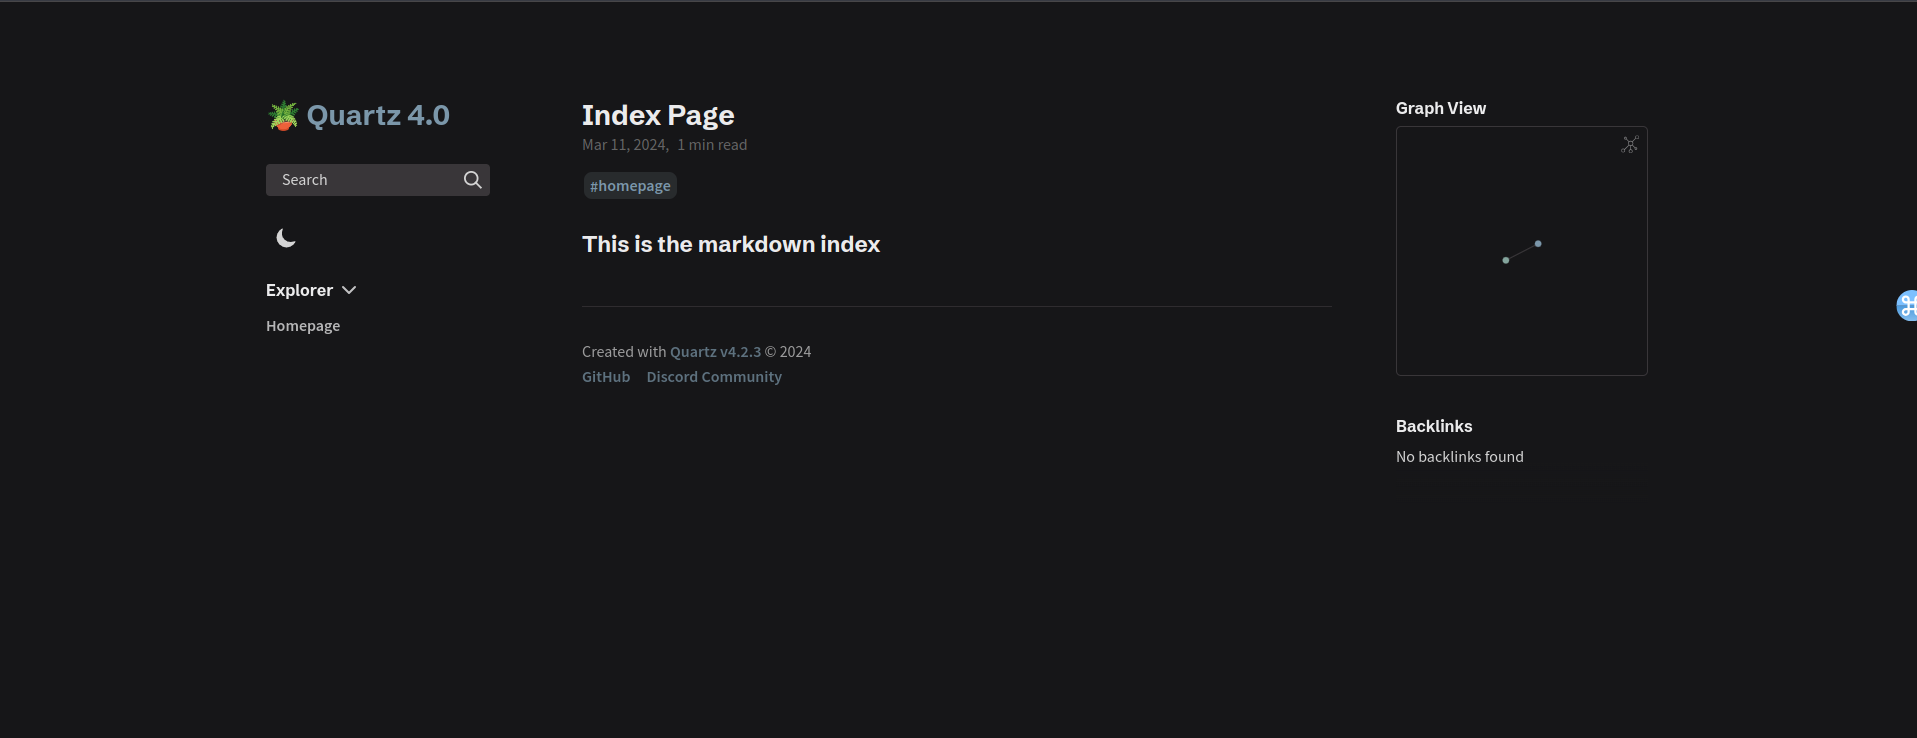 Quartz 4.0
Search
Explorer
Homepage
Index Page
Mar 11, 2024, 1 min read
#homepage
This is the markdown index
Created with Quartz v4.2.3 © 2024
GitHub Discord Community
Graph View
Backlinks
No backlinks found